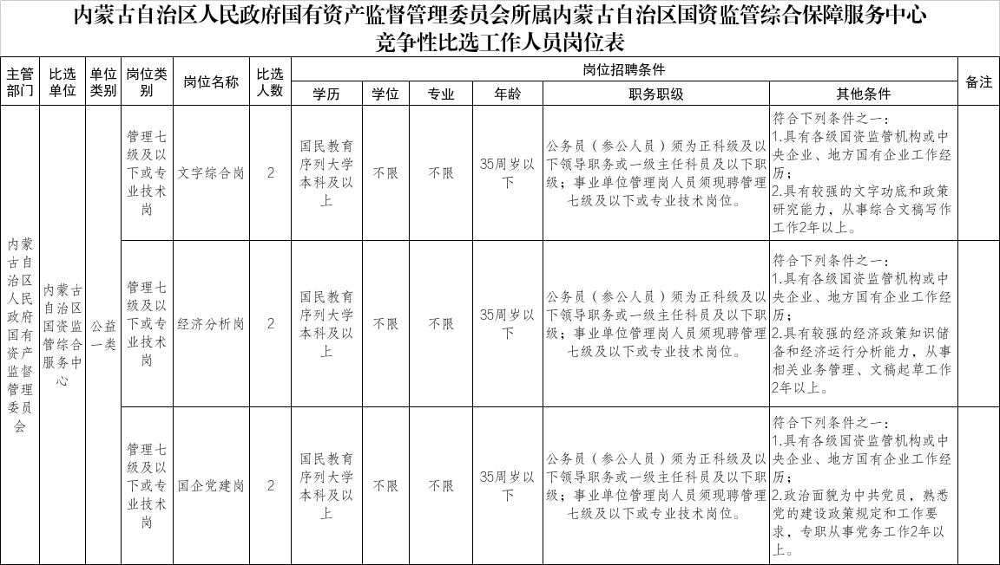 内蒙古自治区人民政府国有资产监督管理委员会所属内蒙古自治区国资监管综合保障服务中心
竞争性比选工作人员岗位表
主管
部门
比选
单位
单位
类别
岗位类
别
岗位名称
比选
人数
岗位招聘条件
备注
学历
学位
专业
年龄
职务职级
其他条件
内蒙
古自
治区
人民
政府
国有
资产
监督
管理
委员
会
内蒙古
自治区
国资监
管综合
服务中
心
公益
一类
管理七
级及以
下或专
业技术
岗
文字综合岗
2
国民教育
序列大学
本科及以
上
不限
不限
35周岁以
下
公务员（参公人员）须为正科级及以
下领导职务或一级主任科员及以下职
级；事业单位管理岗人员须现聘管理
七级及以下或专业技术岗位。
符合下列条件之一：
1.具有各级国资监管机构或中
央企业、地方国有企业工作经
历；
2.具有较强的文字功底和政策
研究能力，从事综合文稿写作
工作2年以上。
管理七
级及以
下或专
业技术
岗
经济分析岗
2
国民教育
序列大学
本科及以
上
不限
不限
35周岁以
下
公务员（参公人员）须为正科级及以
下领导职务或一级主任科员及以下职
级；事业单位管理岗人员须现聘管理
七级及以下或专业技术岗位。
符合下列条件之一：
1.具有各级国资监管机构或中
央企业、地方国有企业工作经
历；
2.具有较强的经济政策知识储
备和经济运行分析能力，从事
相关业务管理、文稿起草工作
2年以上。
管理七
级及以
下或专
业技术
岗
国企党建岗
2
国民教育
序列大学
本科及以
上
不限
不限
35周岁以
下
公务员（参公人员）须为正科级及以
下领导职务或一级主任科员及以下职
级；事业单位管理岗人员须现聘管理
七级及以下或专业技术岗位。
符合下列条件之一：
1.具有各级国资监管机构或中
央企业、地方国有企业工作经
历；
2.政治面貌为中共党员，熟悉
党的建设政策规定和工作要
求，专职从事党务工作2年以
上。